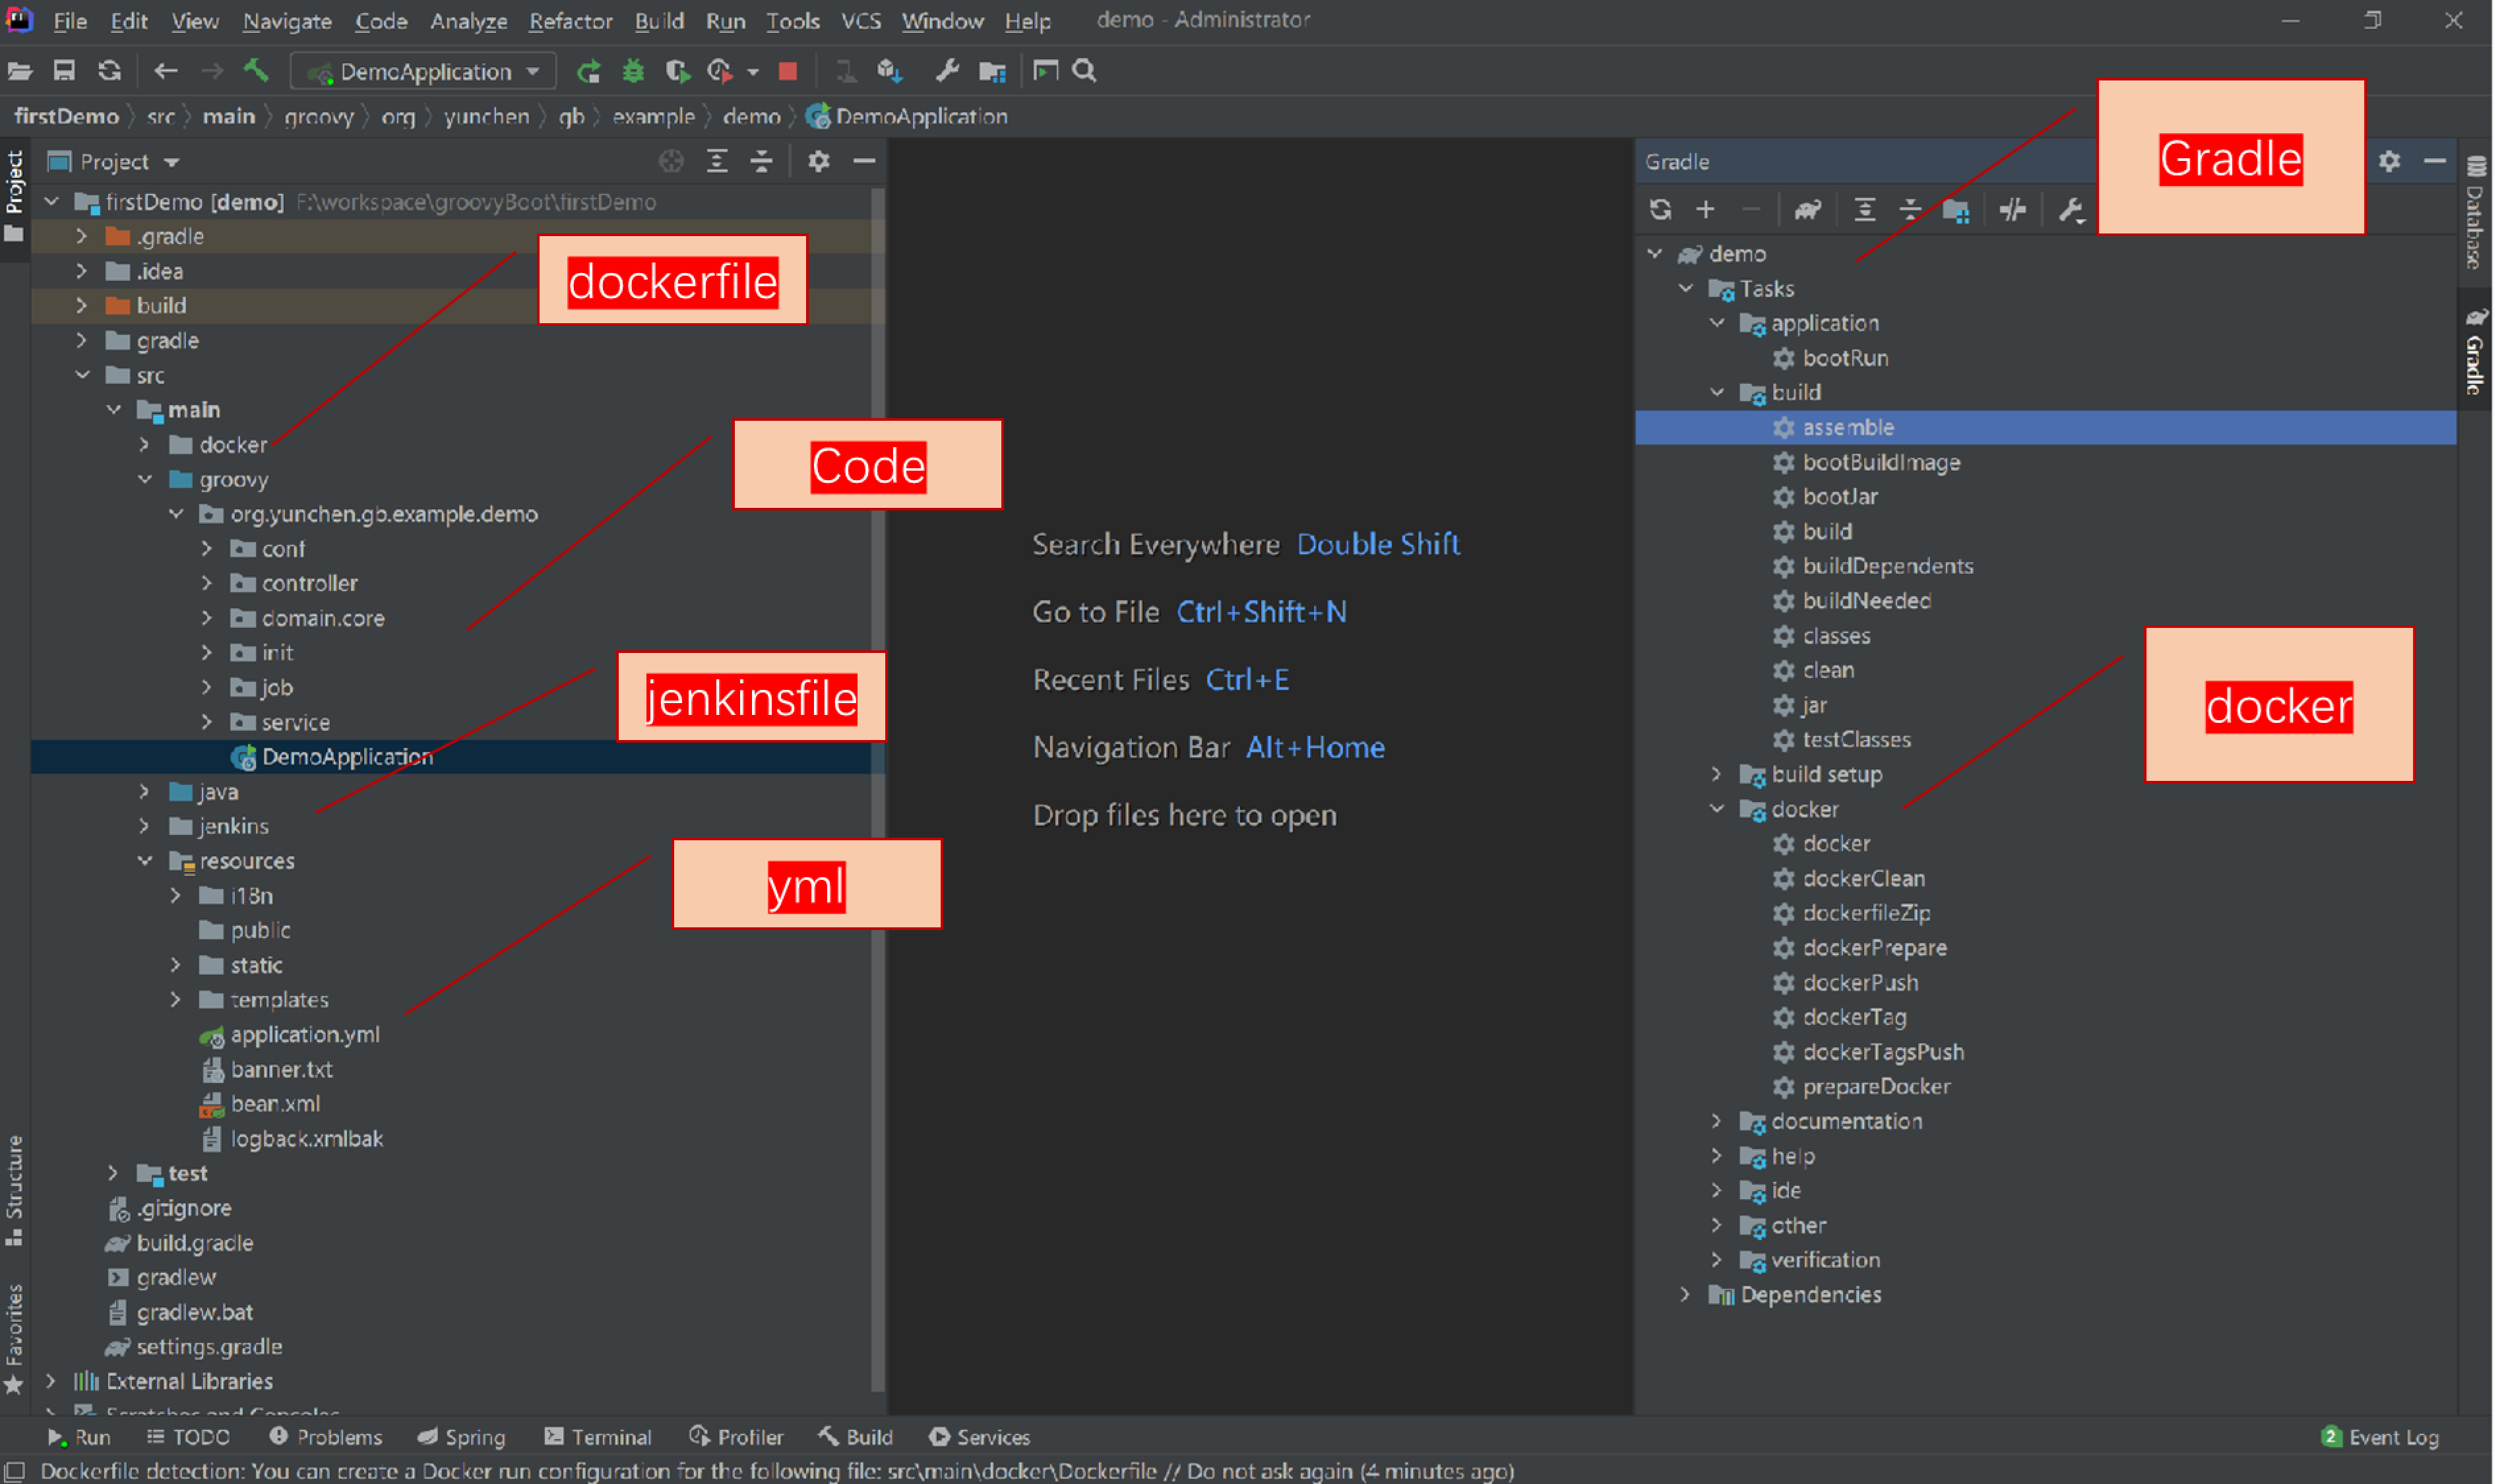 File Edit View Navigate Code Analyze Refactor Build Run Tools VCS Window Help demo - Administrator
DemoApplication
firstDemo src main groovy org yunchen gb example demo DemoApplication
Project
Project
firstDemo [demo] F:\workspace\groovyBoot\firstDemo
.gradle
.idea
build
gradle
src
main
docker
groovy
org.yunchen.gb.example.demo
conf
controller
domain.core
init
job
service
DemoApplication
java
jenkins
resources
i18n
public
static
templates
application.yml
banner.txt
bean.xml
logback.xmlbak
test
.gitignore
build.gradle
gradlew
gradlew.bat
settings.gradle
External Libraries
Scratches and Consoles
Structure
Favorites
dockerfile
Code
jenkinsfile
yml
Search Everywhere Double Shift
Go to File Ctrl+Shift+N
Recent Files Ctrl+E
Navigation Bar Alt+Home
Drop files here to open
Gradle
Gradle
demo
Tasks
application
bootRun
build
assemble
bootBuildImage
bootJar
build
buildDependents
buildNeeded
classes
clean
jar
testClasses
build setup
docker
docker
dockerClean
dockerfileZip
dockerPrepare
dockerPush
dockerTag
dockerTagsPush
prepareDocker
documentation
help
ide
other
verification
Dependencies
docker
Database
Gradle
Run TODO Problems Spring Terminal Profiler Build Services 2 Event Log
Dockerfile detection: You can create a Docker run configuration for the following file: src\main\docker\Dockerfile // Do not ask again (4 minutes ago)